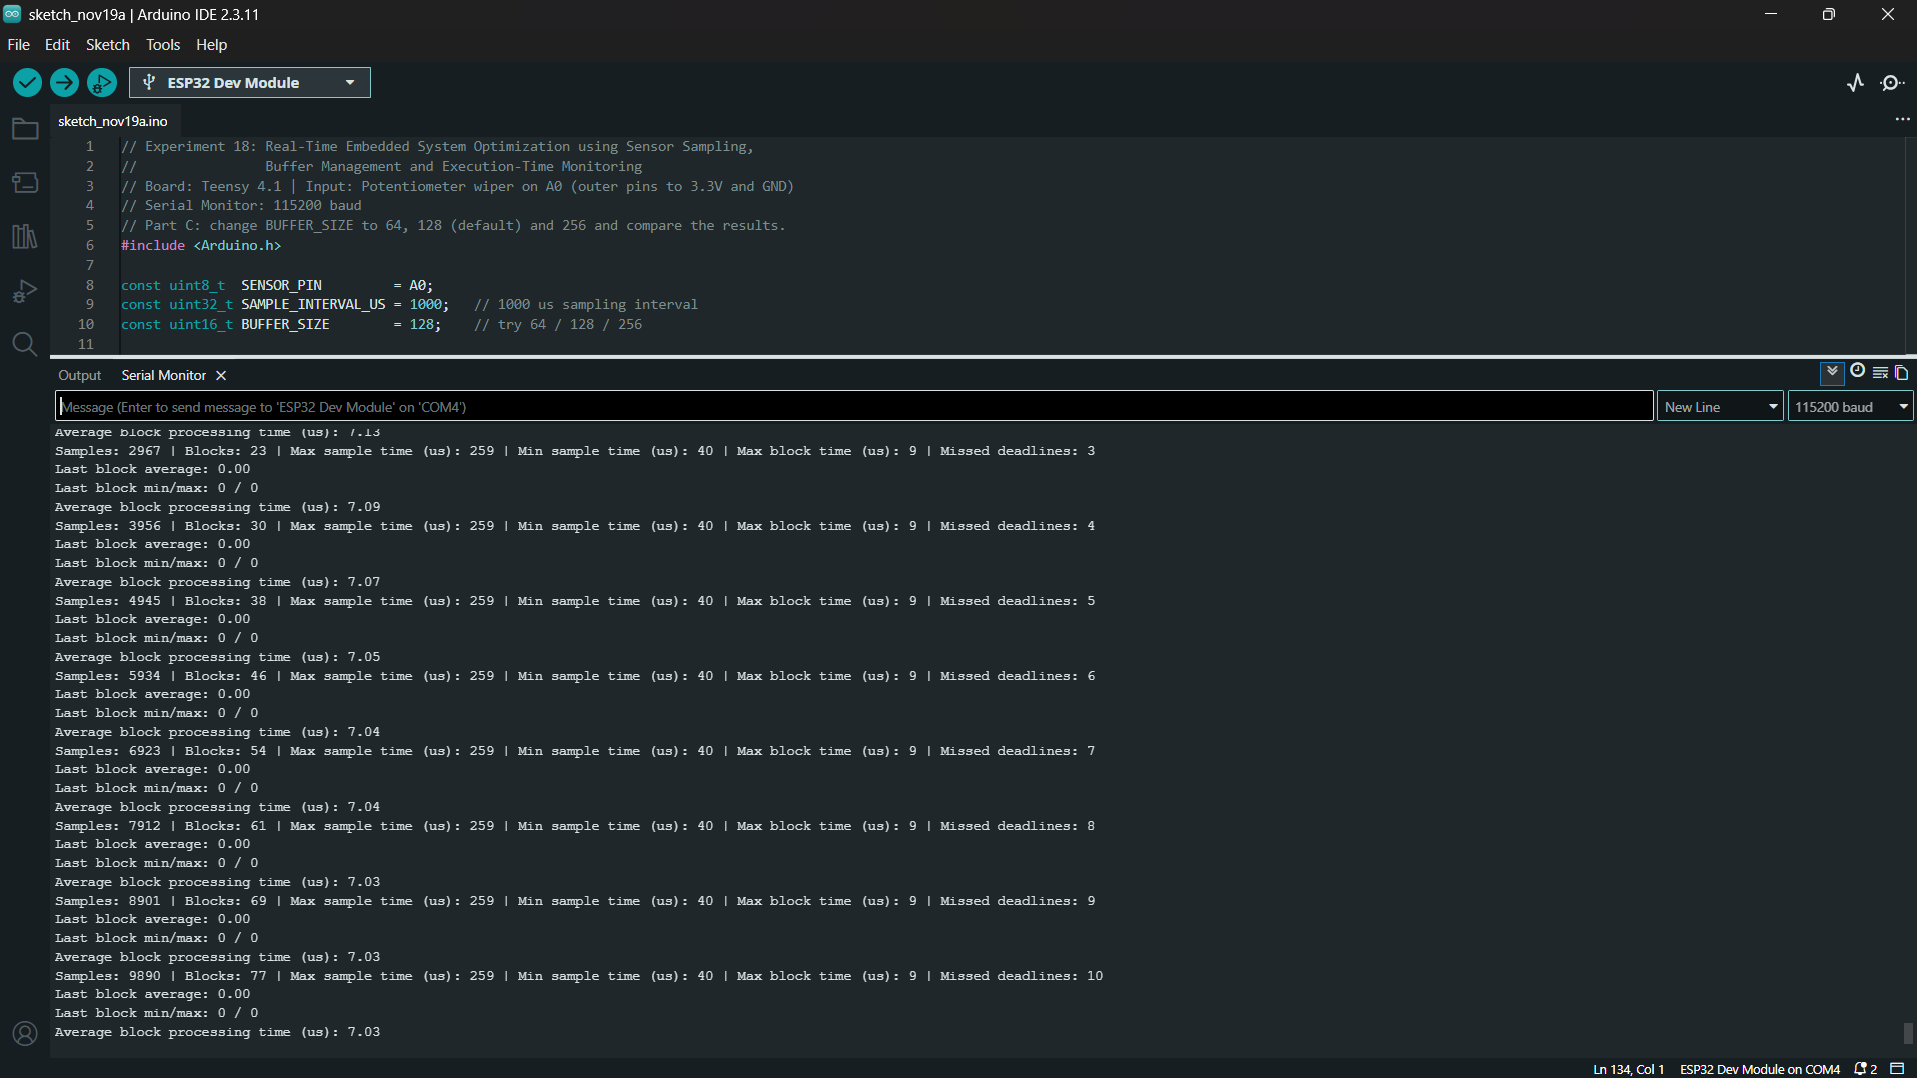 sketch_nov19a | Arduino IDE 2.3.11
File Edit Sketch Tools Help
ESP32 Dev Module
sketch_nov19a.ino
1 // Experiment 18: Real-Time Embedded System Optimization using Sensor Sampling,
2 // Buffer Management and Execution-Time Monitoring
3 // Board: Teensy 4.1 | Input: Potentiometer wiper on A0 (outer pins to 3.3V and GND)
4 // Serial Monitor: 115200 baud
5 // Part C: change BUFFER_SIZE to 64, 128 (default) and 256 and compare the results.
6 #include <Arduino.h>
7
8 const uint8_t SENSOR_PIN = A0;
9 const uint32_t SAMPLE_INTERVAL_US = 1000; // 1000 us sampling interval
10 const uint16_t BUFFER_SIZE = 128; // try 64 / 128 / 256
11
Output Serial Monitor
Message (Enter to send message to 'ESP32 Dev Module' on 'COM4') New Line 115200 baud
Average block processing time (us): 7.13
Samples: 2967 | Blocks: 23 | Max sample time (us): 259 | Min sample time (us): 40 | Max block time (us): 9 | Missed deadlines: 3
Last block average: 0.00
Last block min/max: 0 / 0
Average block processing time (us): 7.09
Samples: 3956 | Blocks: 30 | Max sample time (us): 259 | Min sample time (us): 40 | Max block time (us): 9 | Missed deadlines: 4
Last block average: 0.00
Last block min/max: 0 / 0
Average block processing time (us): 7.07
Samples: 4945 | Blocks: 38 | Max sample time (us): 259 | Min sample time (us): 40 | Max block time (us): 9 | Missed deadlines: 5
Last block average: 0.00
Last block min/max: 0 / 0
Average block processing time (us): 7.05
Samples: 5934 | Blocks: 46 | Max sample time (us): 259 | Min sample time (us): 40 | Max block time (us): 9 | Missed deadlines: 6
Last block average: 0.00
Last block min/max: 0 / 0
Average block processing time (us): 7.04
Samples: 6923 | Blocks: 54 | Max sample time (us): 259 | Min sample time (us): 40 | Max block time (us): 9 | Missed deadlines: 7
Last block average: 0.00
Last block min/max: 0 / 0
Average block processing time (us): 7.04
Samples: 7912 | Blocks: 61 | Max sample time (us): 259 | Min sample time (us): 40 | Max block time (us): 9 | Missed deadlines: 8
Last block average: 0.00
Last block min/max: 0 / 0
Average block processing time (us): 7.03
Samples: 8901 | Blocks: 69 | Max sample time (us): 259 | Min sample time (us): 40 | Max block time (us): 9 | Missed deadlines: 9
Last block average: 0.00
Last block min/max: 0 / 0
Average block processing time (us): 7.03
Samples: 9890 | Blocks: 77 | Max sample time (us): 259 | Min sample time (us): 40 | Max block time (us): 9 | Missed deadlines: 10
Last block average: 0.00
Last block min/max: 0 / 0
Average block processing time (us): 7.03
Ln 134, Col 1 ESP32 Dev Module on COM4 2